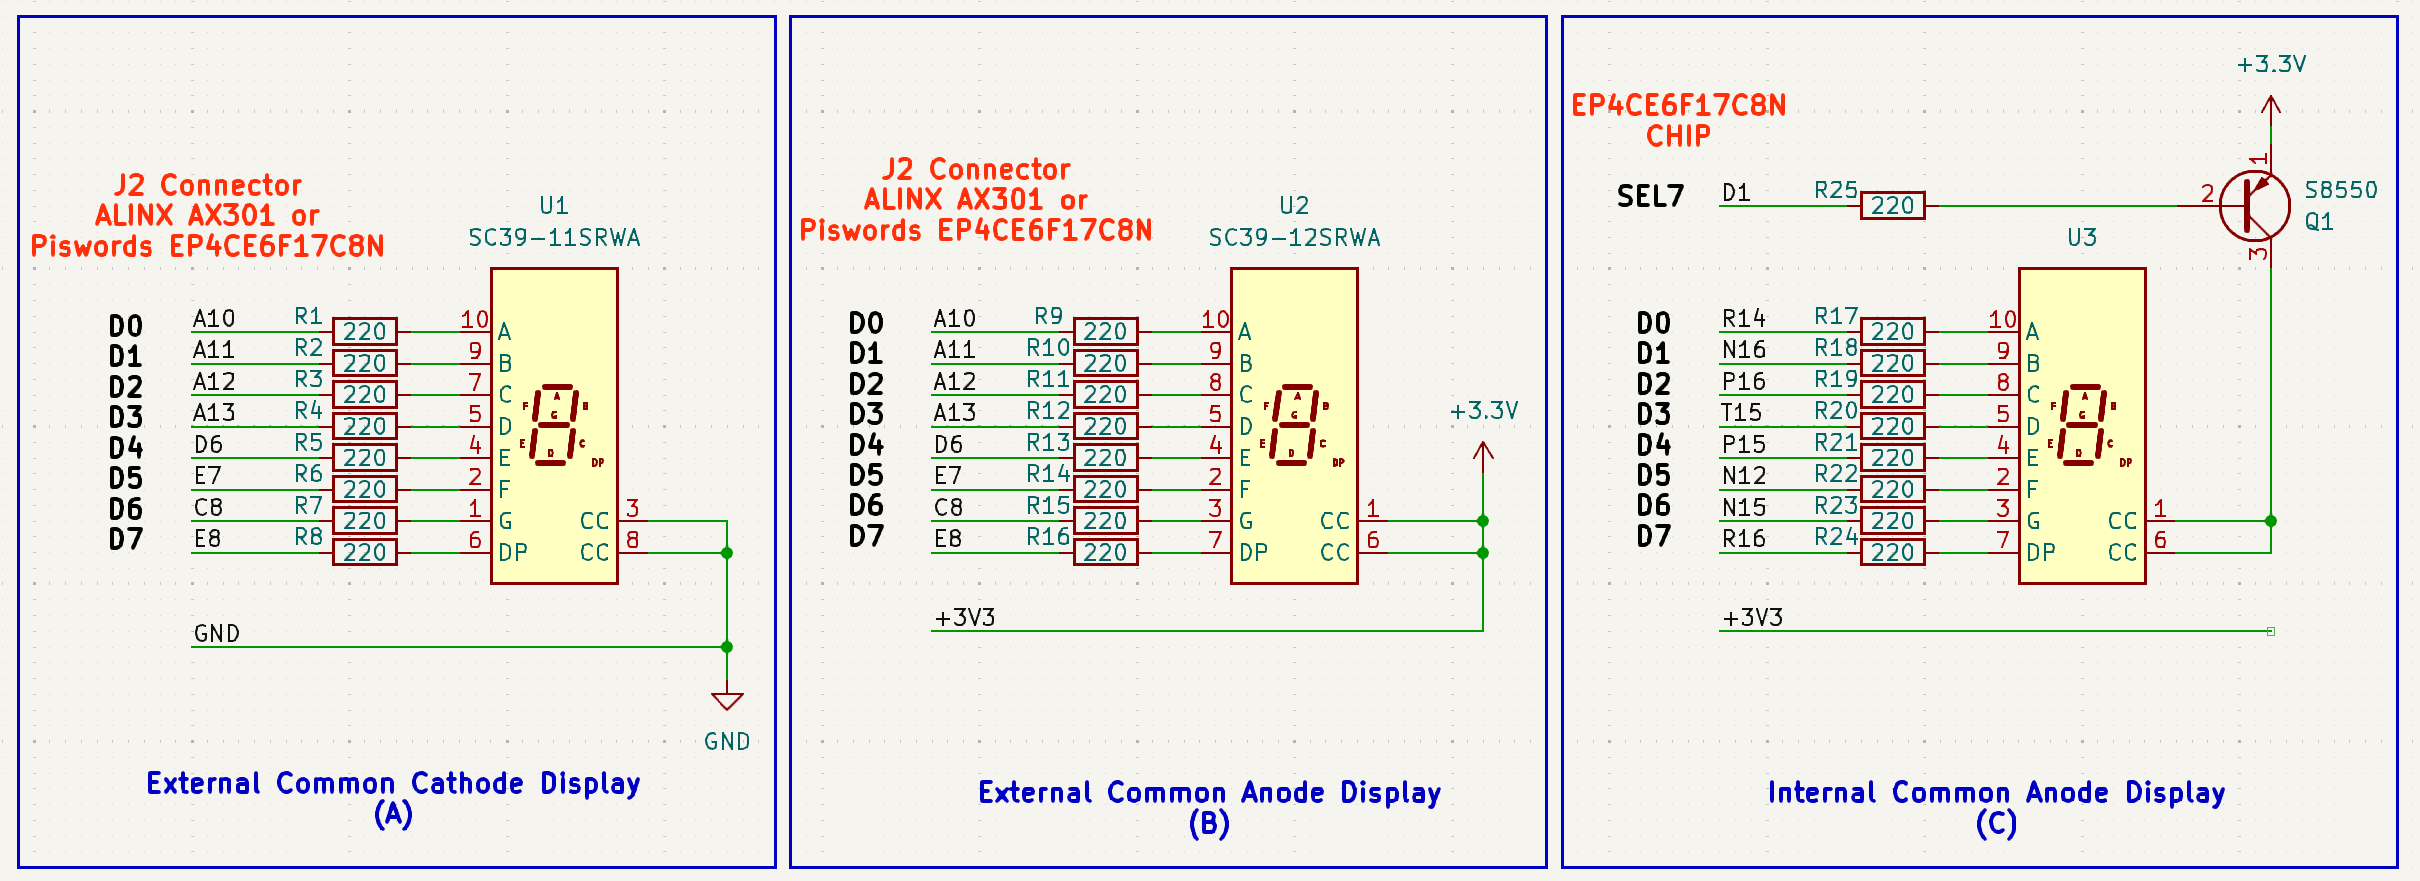 J2 Connector
ALINX AX301 or
Piswords EP4CE6F17C8N
U1
SC39-11SRWA
D0 A10 R1 220 10 A
D1 A11 R2 220 9 B
D2 A12 R3 220 7 C
D3 A13 R4 220 5 D
D4 D6 R5 220 4 E
D5 E7 R6 220 2 F
D6 C8 R7 220 1 G CC 3
D7 E8 R8 220 6 DP CC 8
A
F B
G
E C
D
DP
GND
GND
External Common Cathode Display
(A)
J2 Connector
ALINX AX301 or
Piswords EP4CE6F17C8N
U2
SC39-12SRWA
D0 A10 R9 220 10 A
D1 A11 R10 220 9 B
D2 A12 R11 220 8 C
D3 A13 R12 220 5 D
D4 D6 R13 220 4 E
D5 E7 R14 220 2 F
D6 C8 R15 220 3 G CC 1
D7 E8 R16 220 7 DP CC 6
A
F B
G
E C
D
DP
+3.3V
+3V3
External Common Anode Display
(B)
+3.3V
EP4CE6F17C8N
CHIP
SEL7 D1 R25 220 2 1 3
S8550
Q1
U3
D0 R14 R17 220 10 A
D1 N16 R18 220 9 B
D2 P16 R19 220 8 C
D3 T15 R20 220 5 D
D4 P15 R21 220 4 E
D5 N12 R22 220 2 F
D6 N15 R23 220 3 G CC 1
D7 R16 R24 220 7 DP CC 6
A
F B
G
E C
D
DP
+3V3
Internal Common Anode Display
(C)